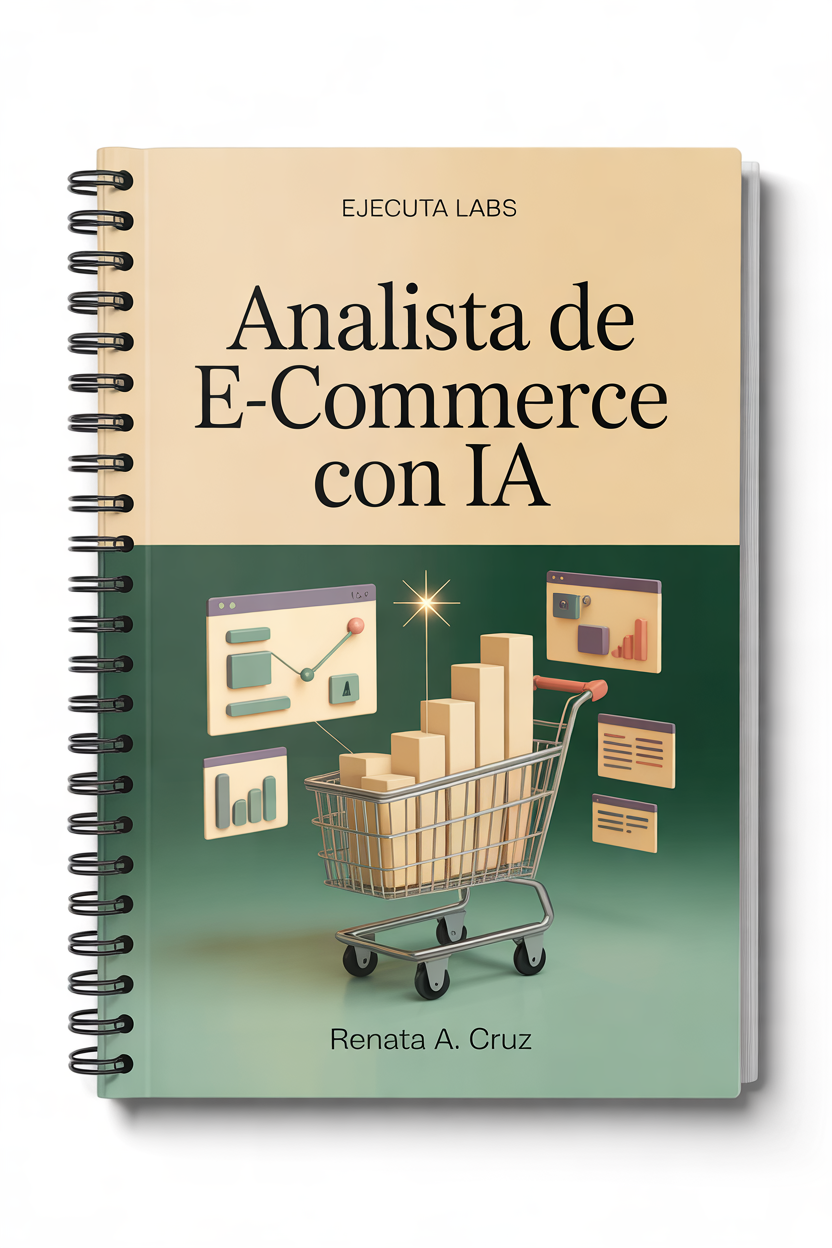 EJECUTA LABS
Analista de
E-Commerce
con IA
Renata A. Cruz